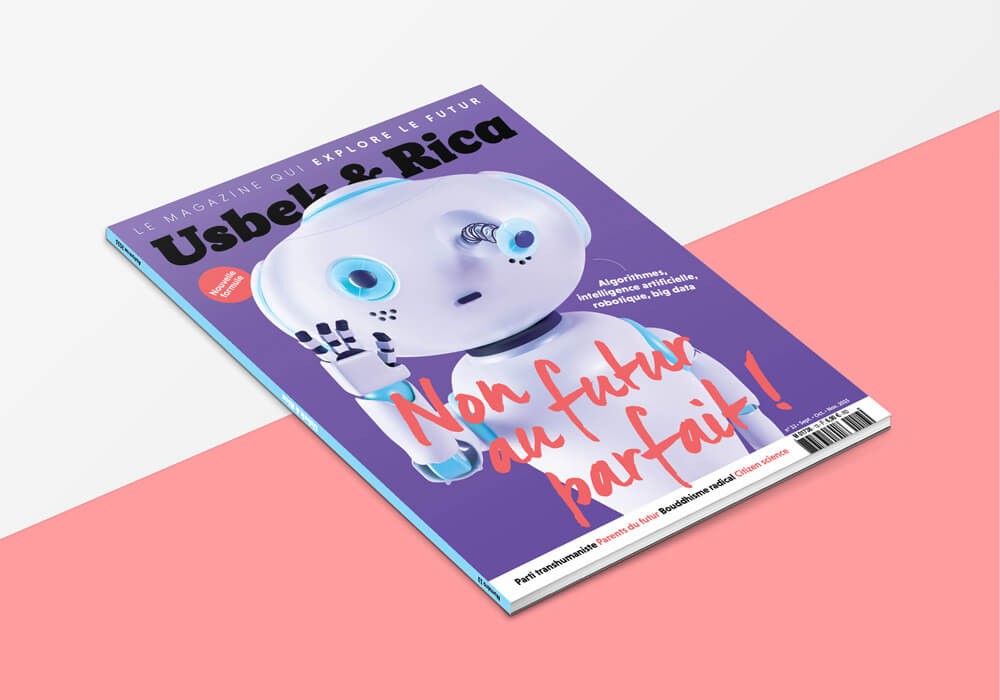 LE MAGAZINE QUI EXPLORE LE FUTUR
Usbek & Rica
Nouvelle
formule
Algorithmes,
intelligence artificielle,
robotique, big data
Non futur
au
parfait !
Parti transhumaniste Parents du futur Bouddhisme radical Citizen science